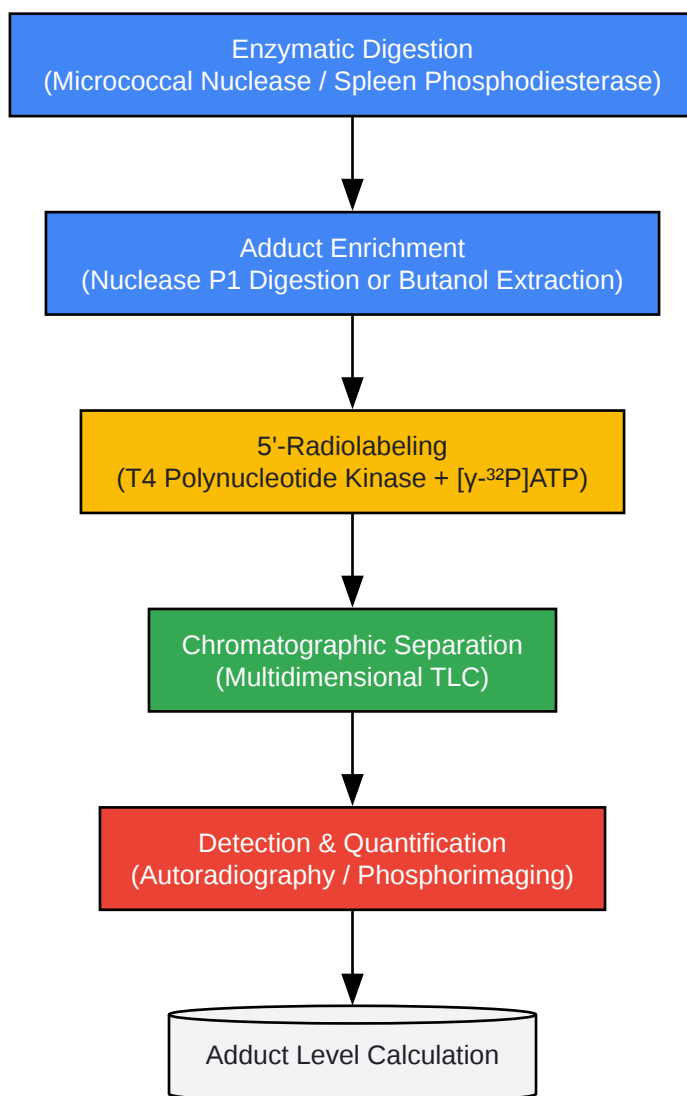 Enzymatic Digestion
(Micrococcal Nuclease / Spleen Phosphodiesterase)
Adduct Enrichment
(Nuclease P1 Digestion or Butanol Extraction)
5'-Radiolabeling
(T4 Polynucleotide Kinase + [γ-³²P]ATP)
Chromatographic Separation
(Multidimensional TLC)
Detection & Quantification
(Autoradiography / Phosphorimaging)
Adduct Level Calculation